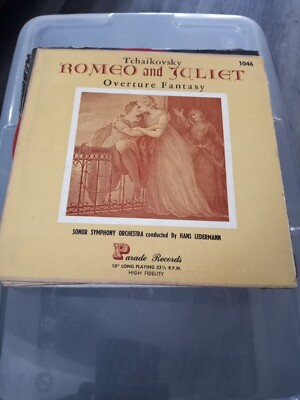 Tchaikovsky
1046
ROMEO and JULIET
Overture Fantasy
SONOR SYMPHONY ORCHESTRA conducted By HANS LEDERMANN
Parade Records
10" LONG PLAYING 33⅓ R.P.M.
HIGH FIDELITY